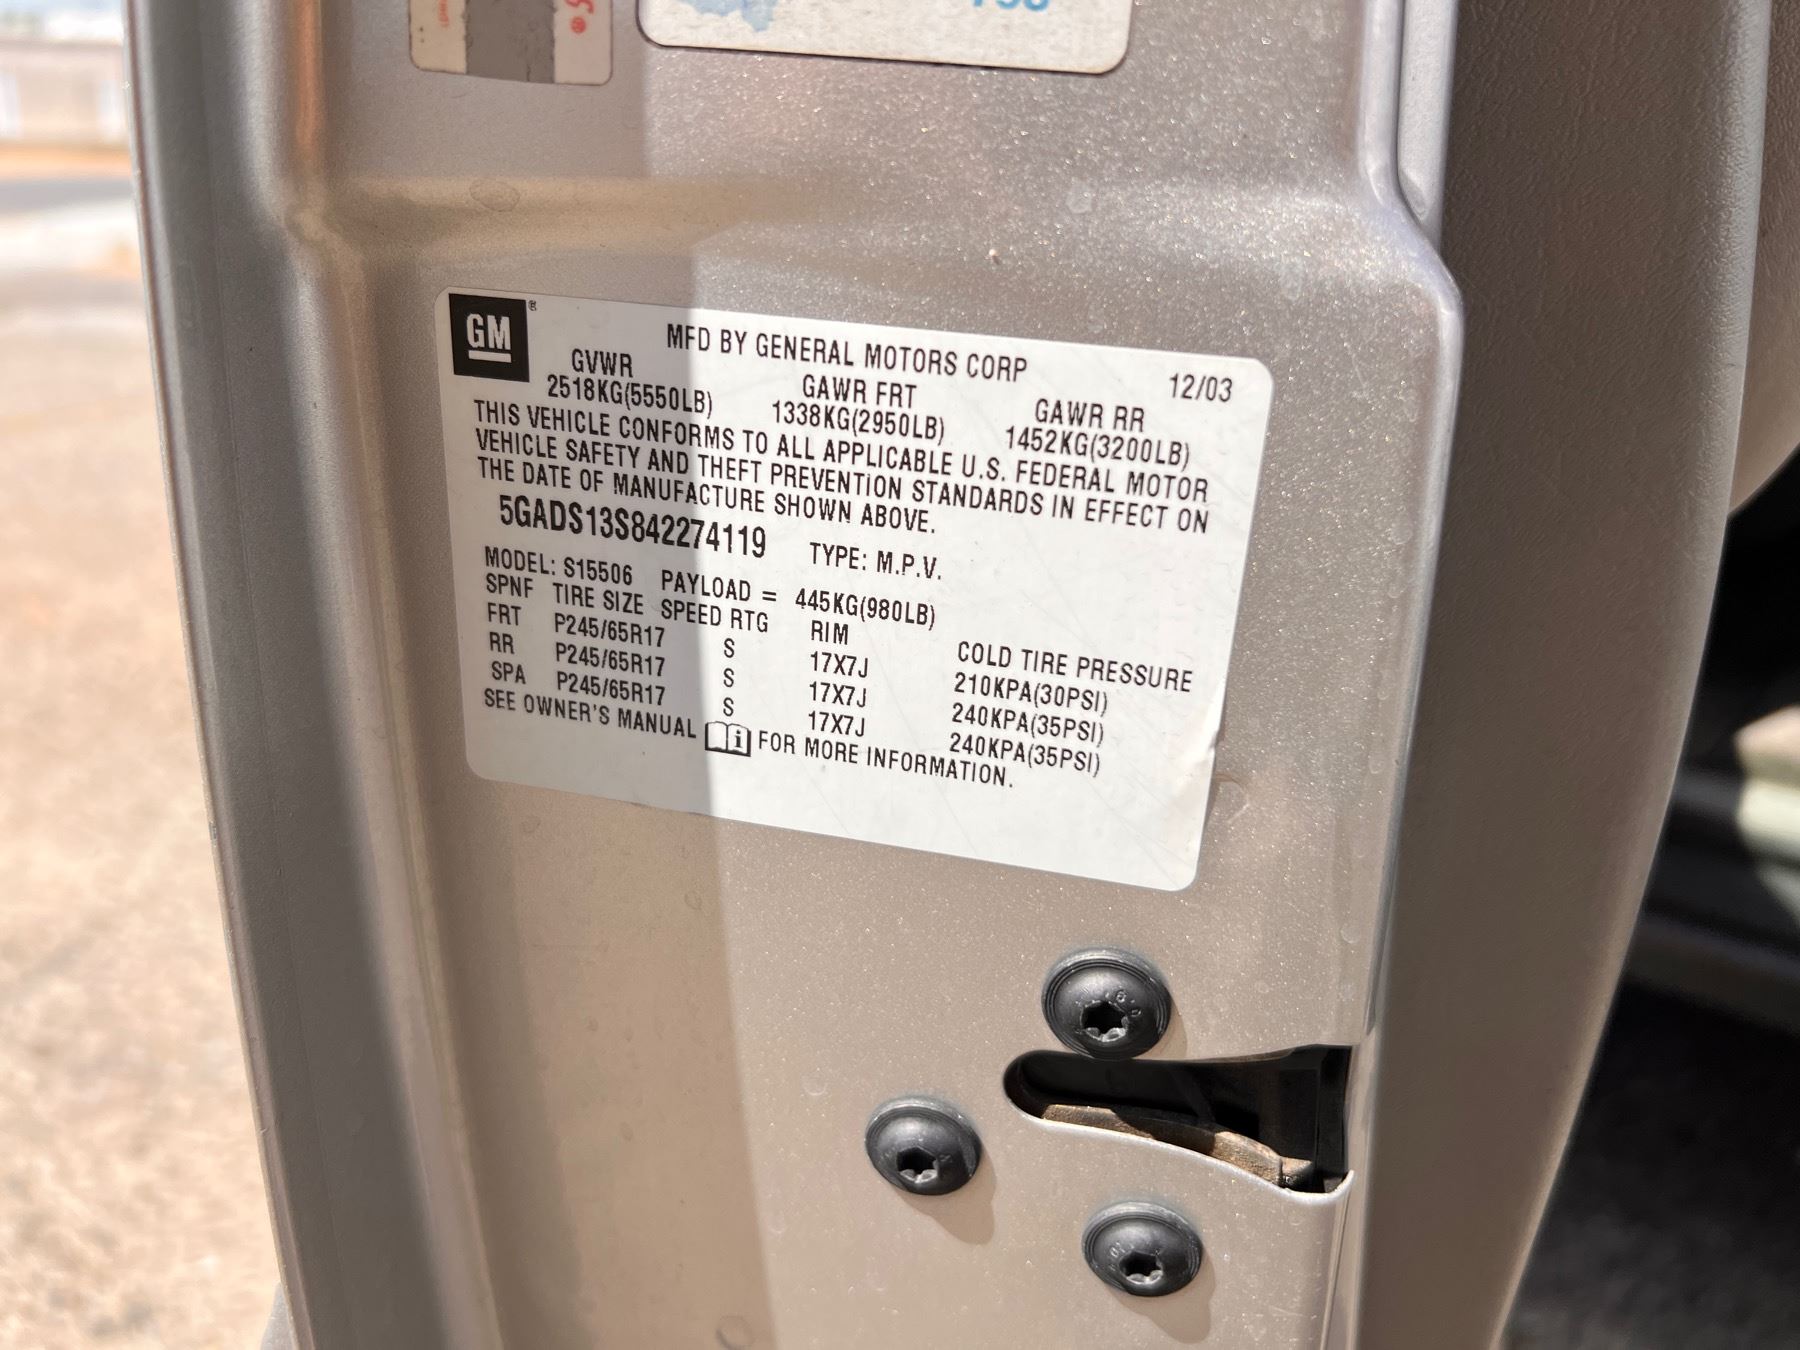 GM ®
MFD BY GENERAL MOTORS CORP 12/03
GVWR GAWR FRT GAWR RR
2518KG(5550LB) 1338KG(2950LB) 1452KG(3200LB)
THIS VEHICLE CONFORMS TO ALL APPLICABLE U.S. FEDERAL MOTOR
VEHICLE SAFETY AND THEFT PREVENTION STANDARDS IN EFFECT ON
THE DATE OF MANUFACTURE SHOWN ABOVE.
5GADS13S842274119 TYPE: M.P.V.
MODEL: S15506 PAYLOAD = 445KG(980LB)
SPNF TIRE SIZE SPEED RTG RIM COLD TIRE PRESSURE
FRT P245/65R17 S 17X7J 210KPA(30PSI)
RR P245/65R17 S 17X7J 240KPA(35PSI)
SPA P245/65R17 S 17X7J 240KPA(35PSI)
SEE OWNER'S MANUAL i FOR MORE INFORMATION.